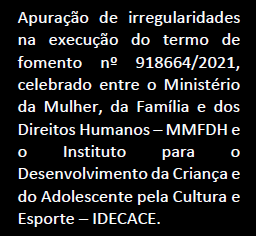 Apuração de irregularidades
na execução do termo de
fomento nº 918664/2021,
celebrado entre o Ministério
da Mulher, da Família e dos
Direitos Humanos – MMFDH e
o Instituto para o
Desenvolvimento da Criança e
do Adolescente pela Cultura e
Esporte – IDECACE.